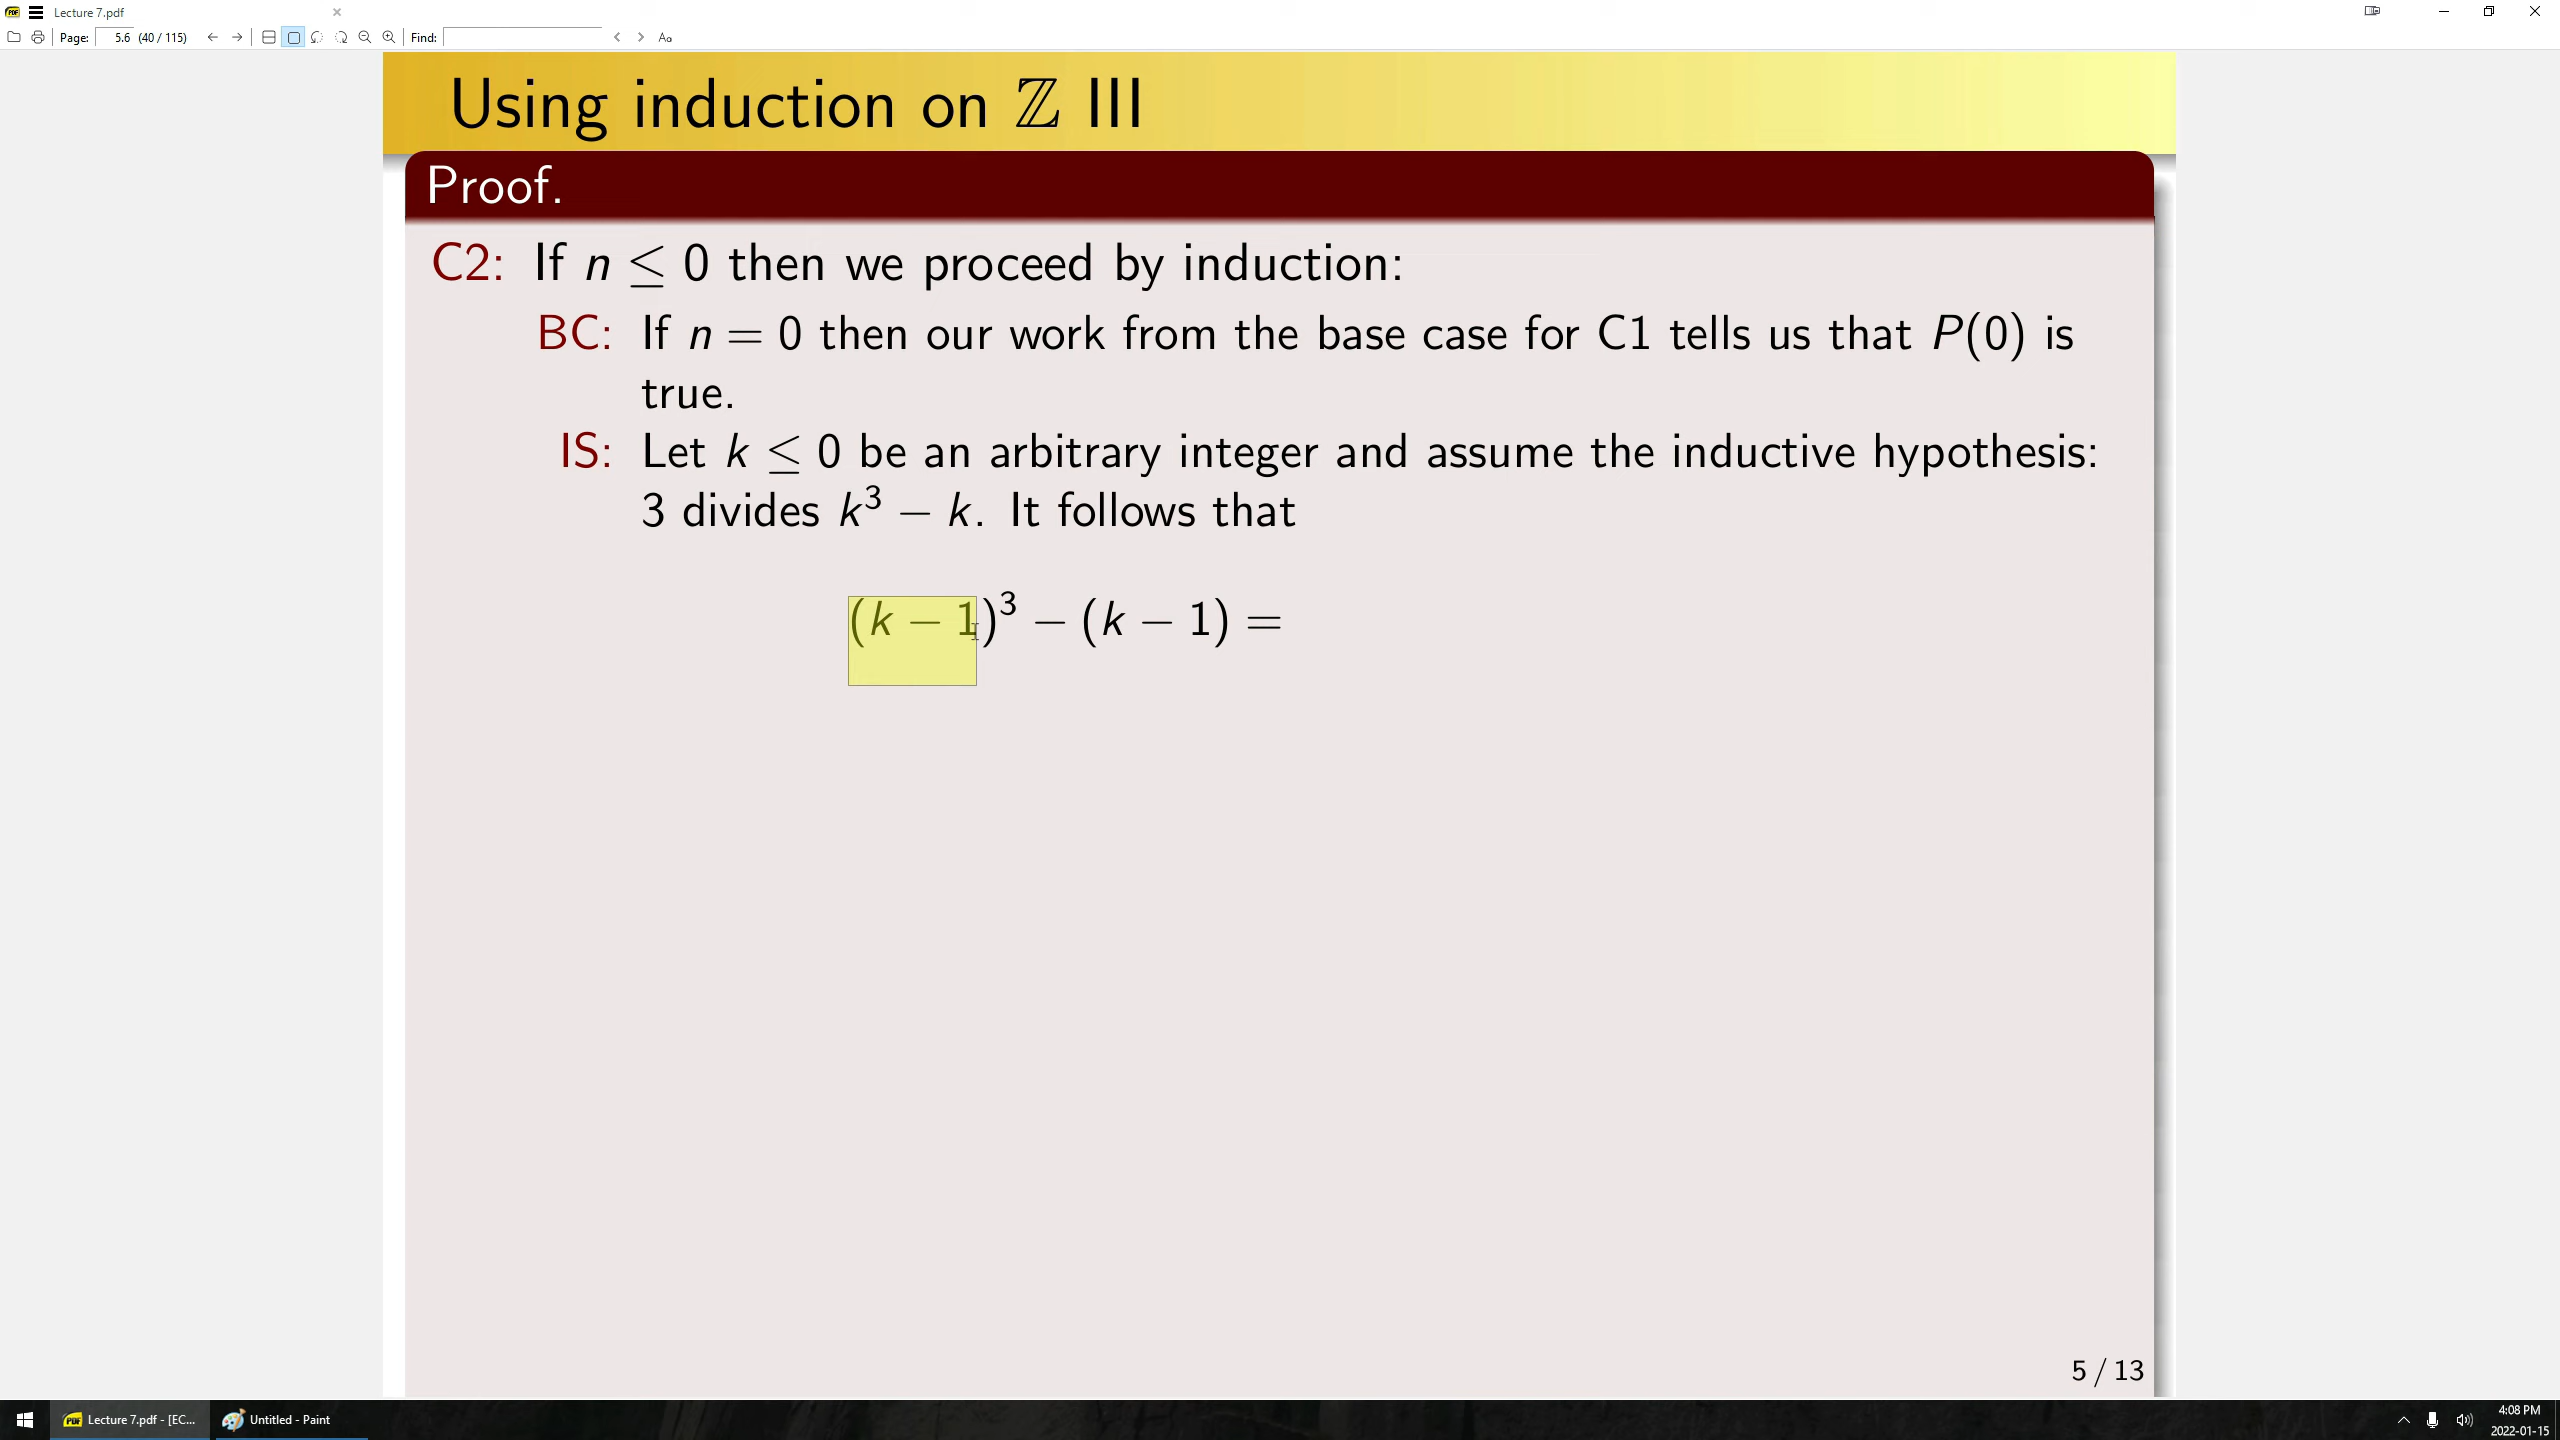 Lecture 7.pdf
Page: 5.6 (40 / 115) Find: Aa
Using induction on ℤ III
Proof.
C2: If n ≤ 0 then we proceed by induction:
BC: If n = 0 then our work from the base case for C1 tells us that P(0) is
true.
IS: Let k ≤ 0 be an arbitrary integer and assume the inductive hypothesis:
3 divides k³ − k. It follows that
(k − 1)³ − (k − 1) =
5 / 13
Lecture 7.pdf - [EC...
Untitled - Paint
4:08 PM
2022-01-15